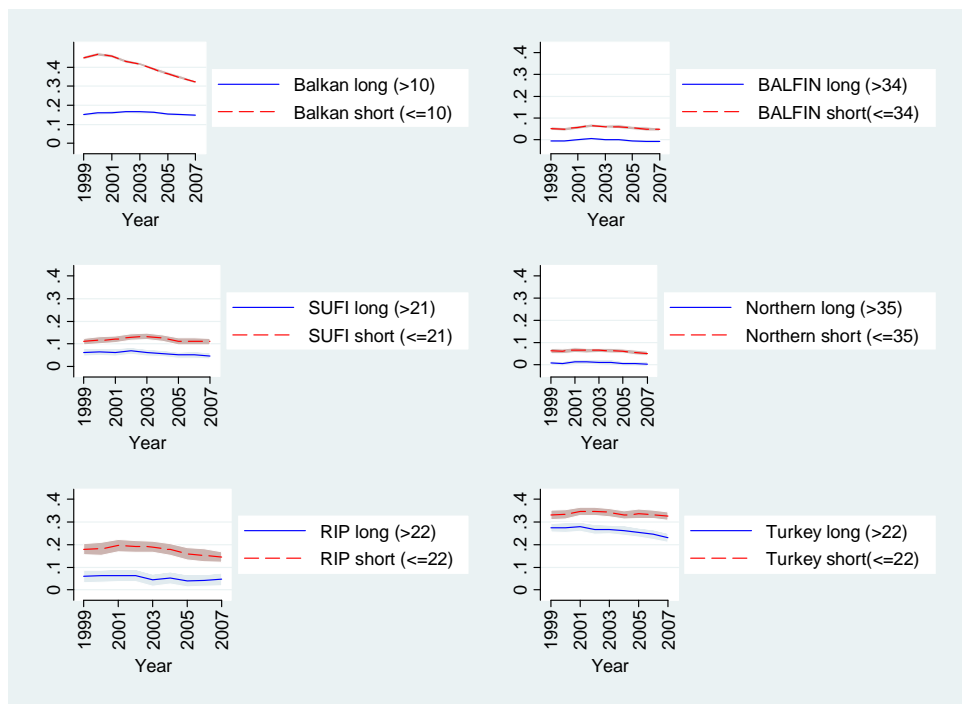 0 .1 .2 .3 .4
1999 2001 2003 2005 2007
Year
Balkan long (>10)
Balkan short (<=10)
0 .1 .2 .3 .4
1999 2001 2003 2005 2007
Year
BALFIN long (>34)
BALFIN short(<=34)
0 .1 .2 .3 .4
1999 2001 2003 2005 2007
Year
SUFI long (>21)
SUFI short (<=21)
0 .1 .2 .3 .4
1999 2001 2003 2005 2007
Year
Northern long (>35)
Northern short (<=35)
0 .1 .2 .3 .4
1999 2001 2003 2005 2007
Year
RIP long (>22)
RIP short (<=22)
0 .1 .2 .3 .4
1999 2001 2003 2005 2007
Year
Turkey long (>22)
Turkey short(<=22)